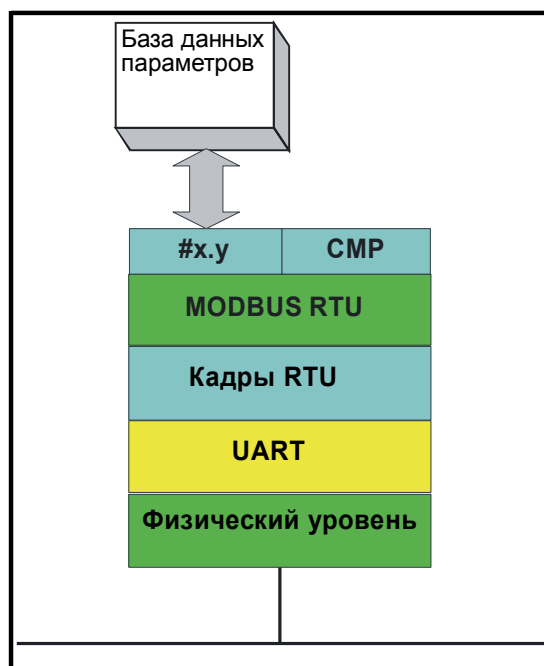 База данных
параметров
#x.y CMP
MODBUS RTU
Кадры RTU
UART
Физический уровень